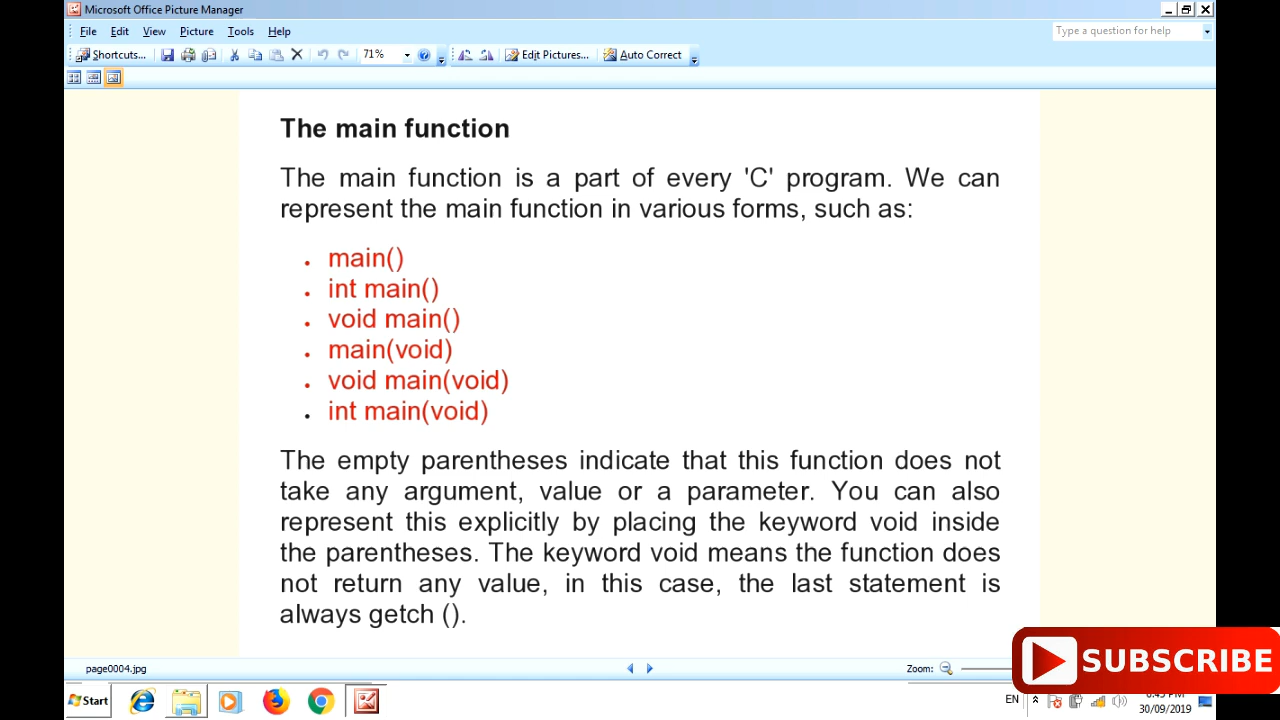 Microsoft Office Picture Manager
File Edit View Picture Tools Help
Type a question for help
Shortcuts... 71% Edit Pictures... Auto Correct
The main function
The main function is a part of every 'C' program. We can
represent the main function in various forms, such as:
• main()
• int main()
• void main()
• main(void)
• void main(void)
• int main(void)
The empty parentheses indicate that this function does not
take any argument, value or a parameter. You can also
represent this explicitly by placing the keyword void inside
the parentheses. The keyword void means the function does
not return any value, in this case, the last statement is
always getch ().
page0004.jpg
Zoom:
SUBSCRIBE
Start
EN
30/09/2019